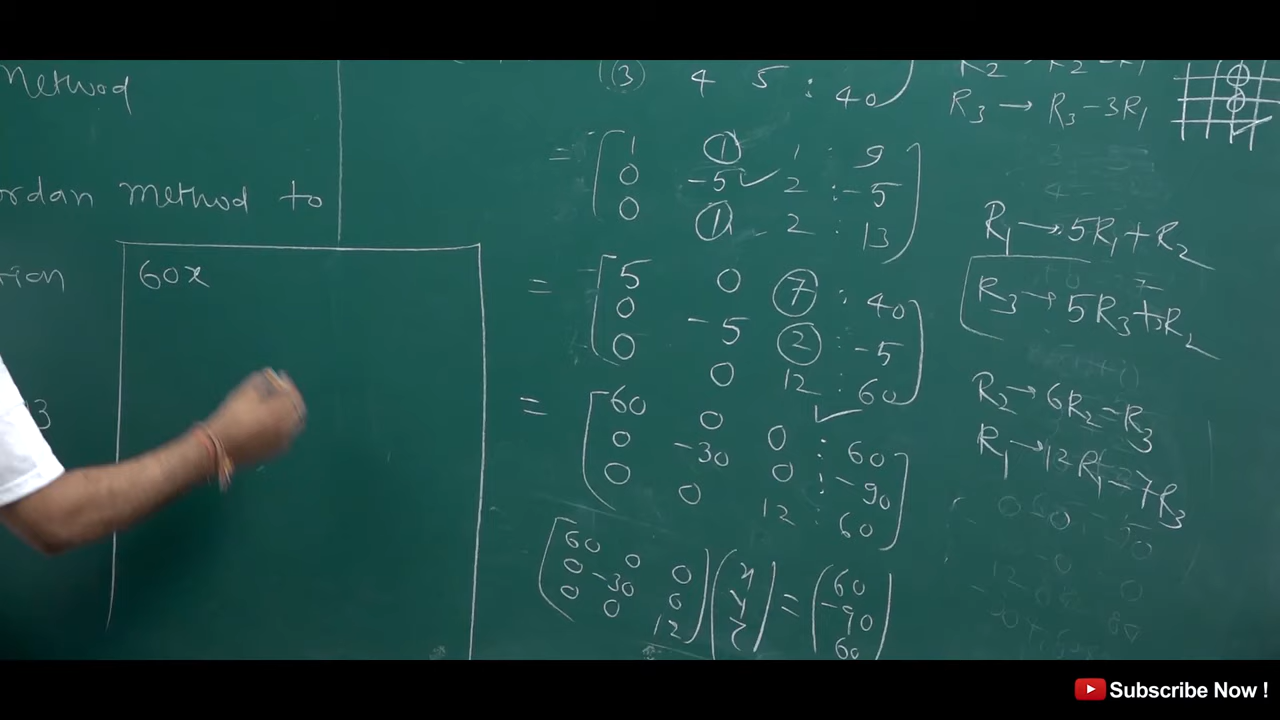 Method
ordan method to
tion
3
60x
(3) 4 5 : 40
R3 → R3 - 3R1
= [ 1 1 1 : 9
0 -5 ✓ 2 : -5
0 1 2 : 13 ]
R1 → 5R1 + R2
R3 → 5R3 + R2
= [ 5 0 7 : 40
0 -5 2 : -5
0 0 12 : 60 ]
R2 → 6R2 - R3
R1 → 12R1 - 7R3
= [ 60 0 0 : 60
0 -30 0 : -90
0 0 12 : 60 ]
[ 60 0 0 ] ( x ) = ( 60 )
0 -30 0 y -90
0 0 12 z 60
Subscribe Now !